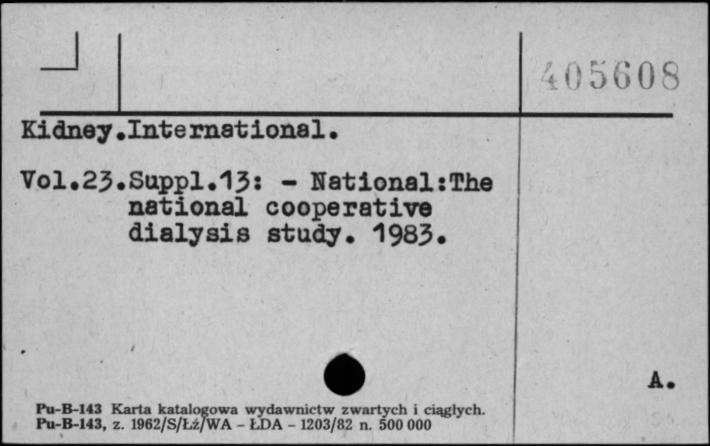 405608
Kidney.International.
Vol.23.Suppl.13: - National:The
national cooperative
dialysis study. 1983.
A.
Pu-B-143 Karta katalogowa wydawnictw zwartych i ciągłych.
Pu-B-143, z. 1962/S/Łż/WA - ŁDA - 1203/82 n. 500 000